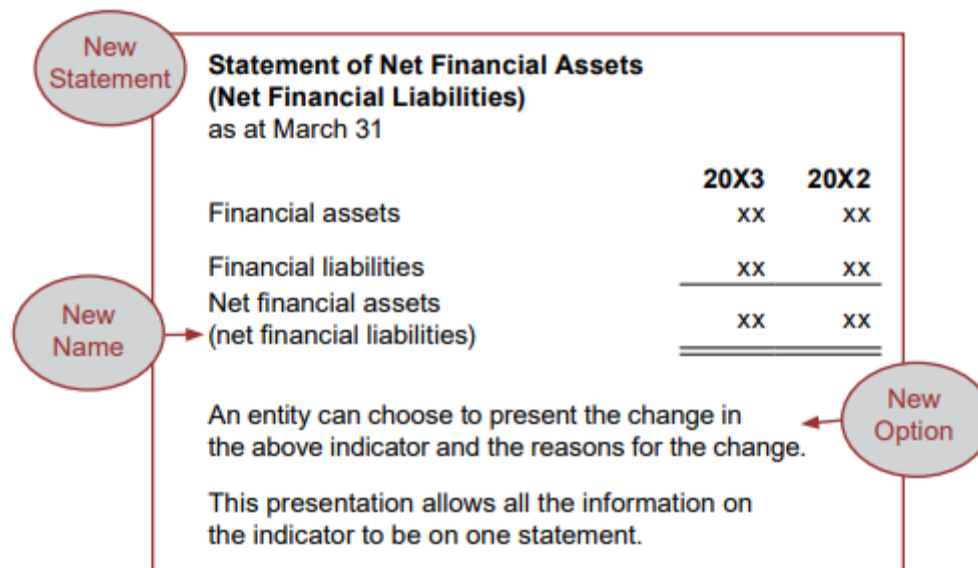 New
Statement
Statement of Net Financial Assets
(Net Financial Liabilities)
as at March 31
20X3 20X2
Financial assets xx xx
Financial liabilities xx xx
New
Name
Net financial assets
(net financial liabilities) xx xx
An entity can choose to present the change in
the above indicator and the reasons for the change.
New
Option
This presentation allows all the information on
the indicator to be on one statement.